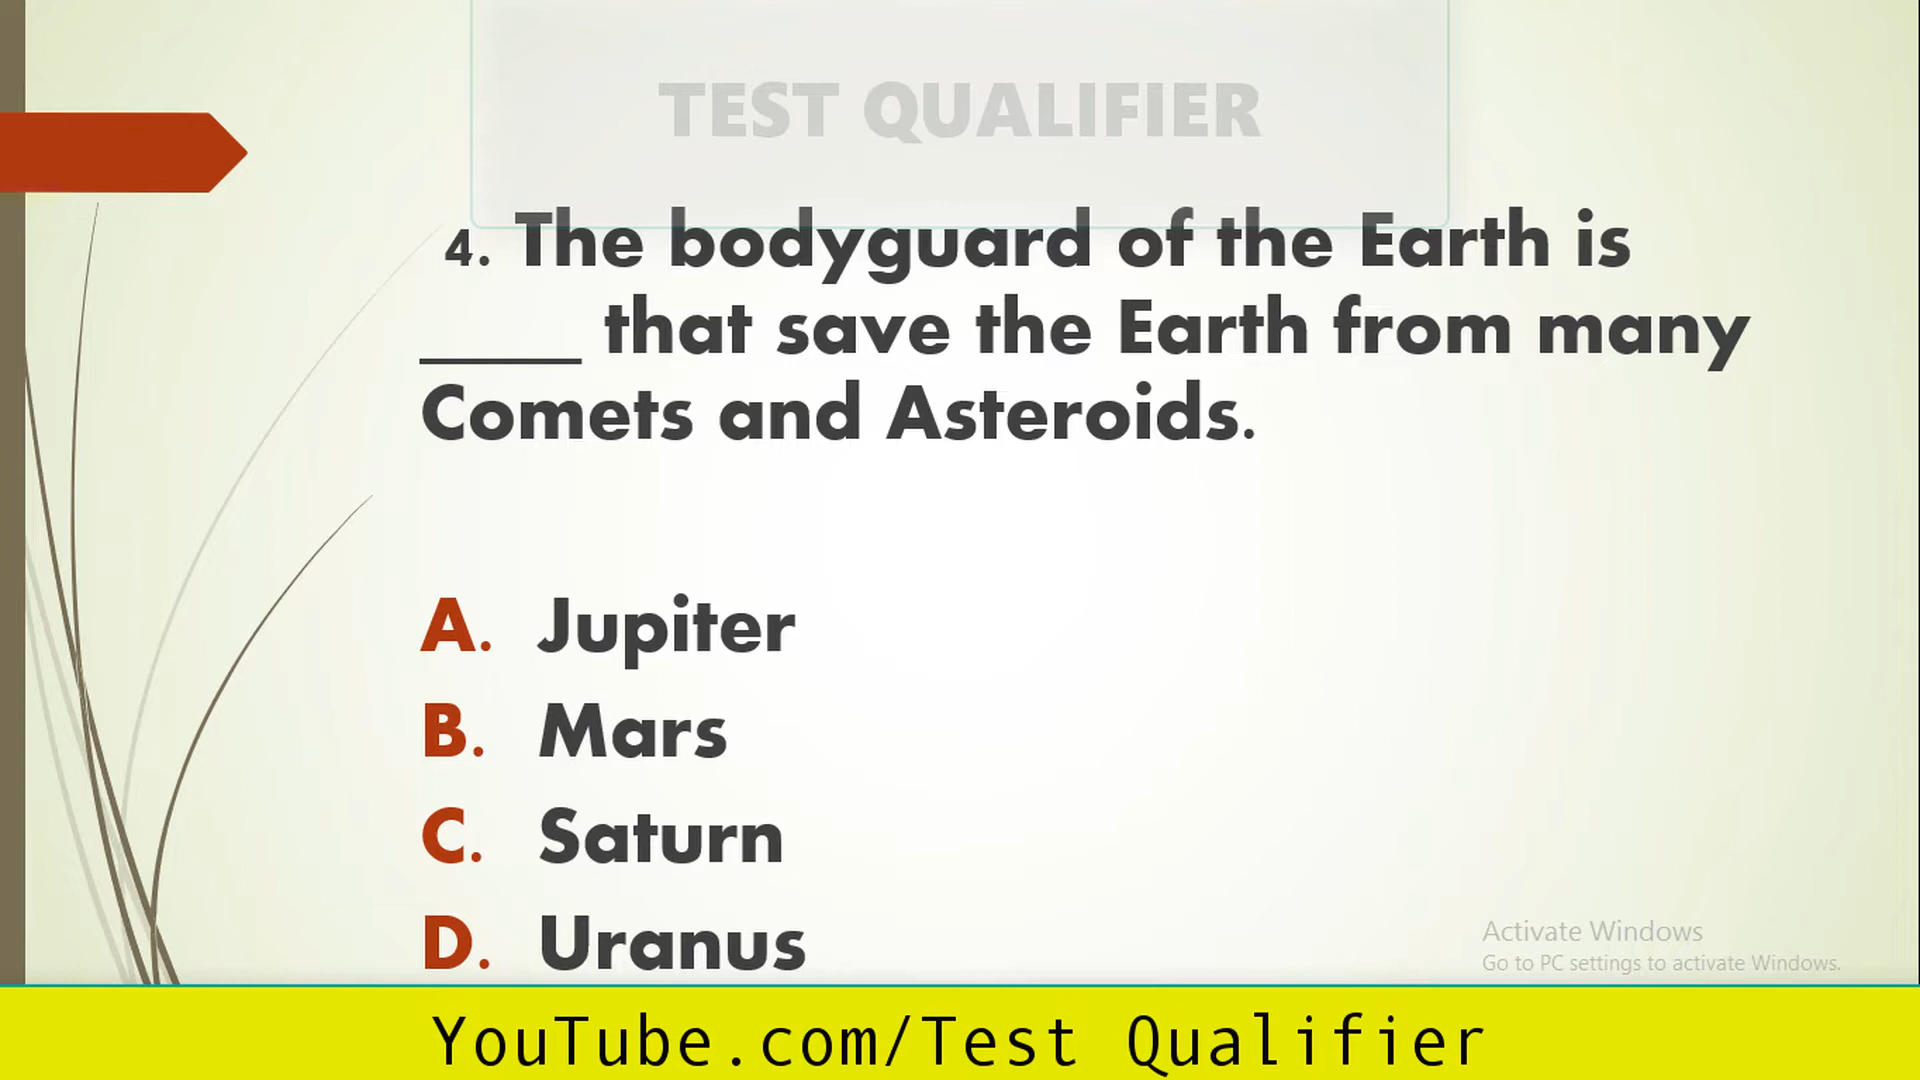 TEST QUALIFIER
4. The bodyguard of the Earth is
_____ that save the Earth from many
Comets and Asteroids.
A. Jupiter
B. Mars
C. Saturn
D. Uranus
Activate Windows
Go to PC settings to activate Windows.
YouTube.com/Test Qualifier